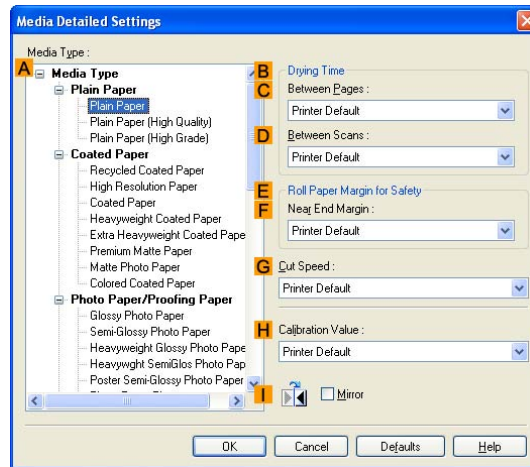 Media Detailed Settings
Media Type :
A
Media Type
Plain Paper
Plain Paper
Plain Paper (High Quality)
Plain Paper (High Grade)
Coated Paper
Recycled Coated Paper
High Resolution Paper
Coated Paper
Heavyweight Coated Paper
Extra Heavyweight Coated Pape
Premium Matte Paper
Matte Photo Paper
Colored Coated Paper
Photo Paper/Proofing Paper
Glossy Photo Paper
Semi-Glossy Photo Paper
Heavyweight Glossy Photo Pape
Heavywght SemiGlos Photo Pape
Poster Semi-Glossy Photo Paper
B Drying Time
C Between Pages :
Printer Default
D Between Scans :
Printer Default
E Roll Paper Margin for Safety
F Near End Margin :
Printer Default
G Cut Speed :
Printer Default
H Calibration Value :
Printer Default
I Mirror
OK Cancel Defaults Help